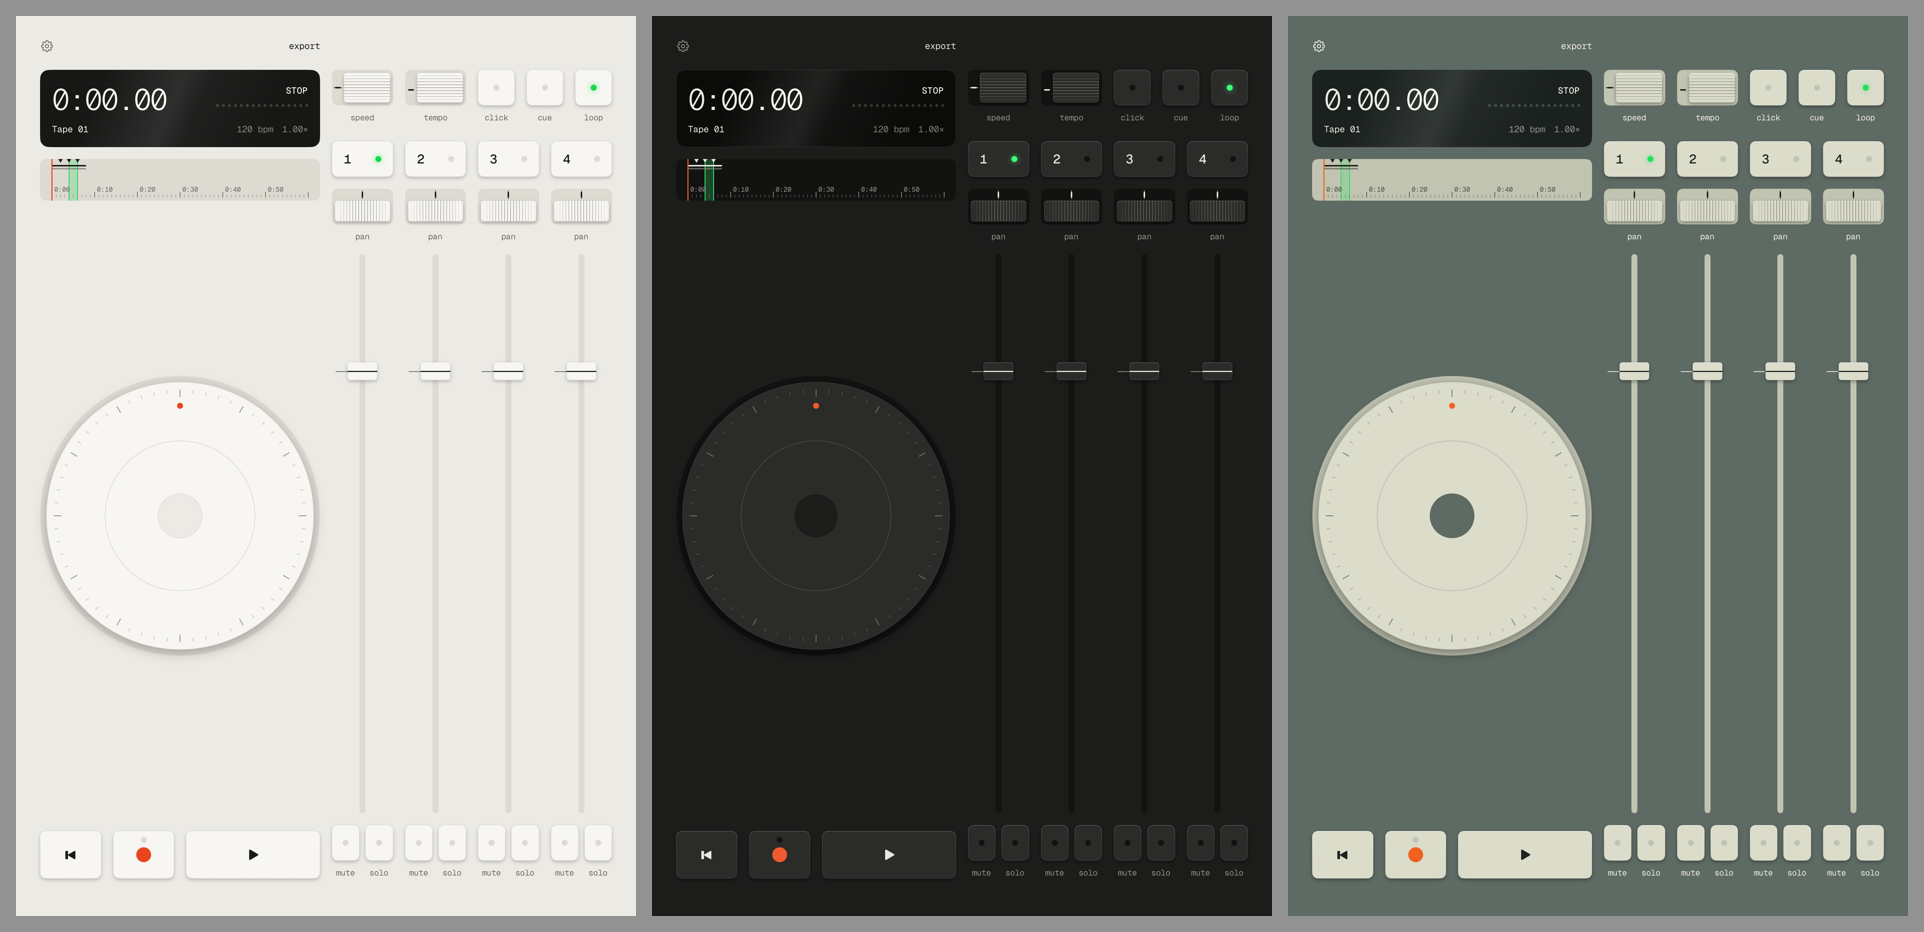 export
0:00.00
STOP
Tape 01
120 bpm 1.00×
speed
tempo
click
cue
loop
1
2
3
4
0:00 0:10 0:20 0:30 0:40 0:50
pan
pan
pan
pan
mute solo mute solo mute solo mute solo
export
0:00.00
STOP
Tape 01
120 bpm 1.00×
speed
tempo
click
cue
loop
1
2
3
4
0:00 0:10 0:20 0:30 0:40 0:50
pan
pan
pan
pan
mute solo mute solo mute solo mute solo
export
0:00.00
STOP
Tape 01
120 bpm 1.00×
speed
tempo
click
cue
loop
1
2
3
4
0:00 0:10 0:20 0:30 0:40 0:50
pan
pan
pan
pan
mute solo mute solo mute solo mute solo